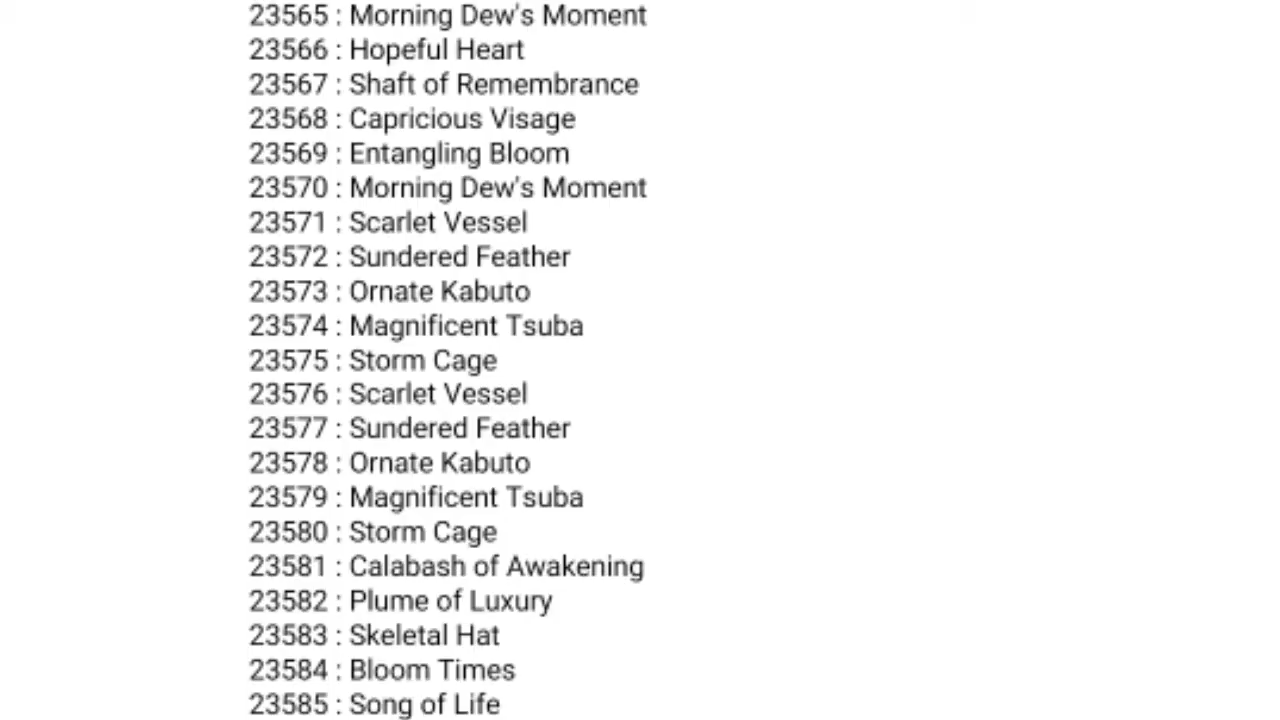 23565 : Morning Dew's Moment
23566 : Hopeful Heart
23567 : Shaft of Remembrance
23568 : Capricious Visage
23569 : Entangling Bloom
23570 : Morning Dew's Moment
23571 : Scarlet Vessel
23572 : Sundered Feather
23573 : Ornate Kabuto
23574 : Magnificent Tsuba
23575 : Storm Cage
23576 : Scarlet Vessel
23577 : Sundered Feather
23578 : Ornate Kabuto
23579 : Magnificent Tsuba
23580 : Storm Cage
23581 : Calabash of Awakening
23582 : Plume of Luxury
23583 : Skeletal Hat
23584 : Bloom Times
23585 : Song of Life